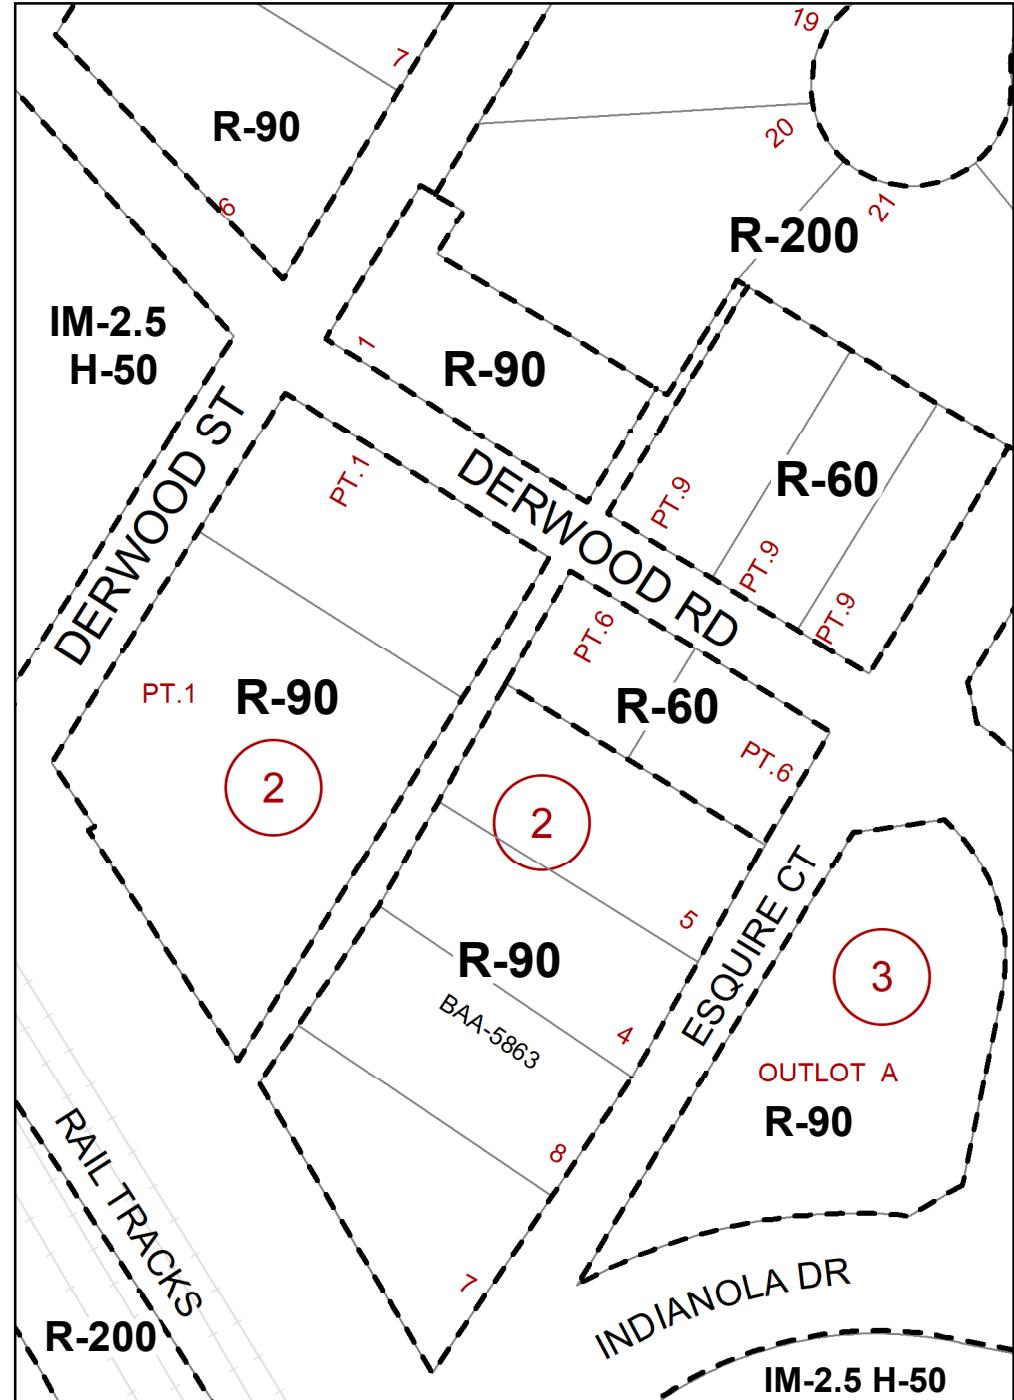 19
7
R-90
20
6
21
R-200
IM-2.5
H-50
1
R-90
DERWOOD ST
PT.1
DERWOOD RD
R-60
PT.9
PT.9
PT.9
PT.6
PT.1
R-90
R-60
PT.6
2
2
5
ESQUIRE CT
R-90
3
BAA-5863
4
OUTLOT A
R-90
8
RAIL TRACKS
7
INDIANOLA DR
R-200
IM-2.5 H-50